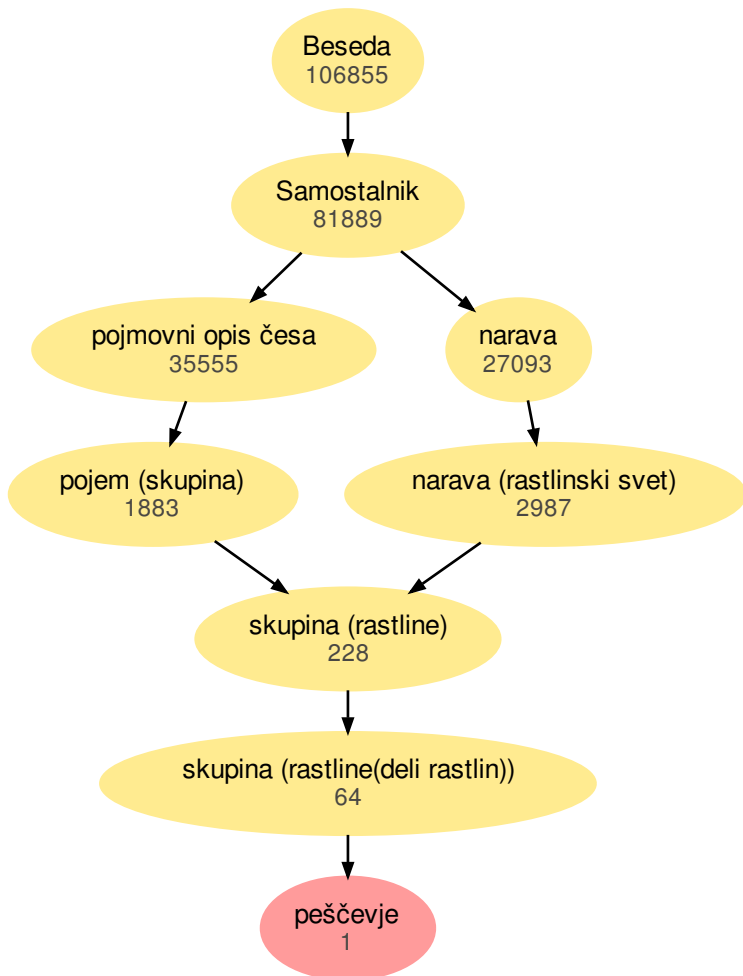 Beseda
106855
Samostalnik
81889
pojmovni opis česa
35555
narava
27093
pojem (skupina)
1883
narava (rastlinski svet)
2987
skupina (rastline)
228
skupina (rastline(deli rastlin))
64
peščevje
1